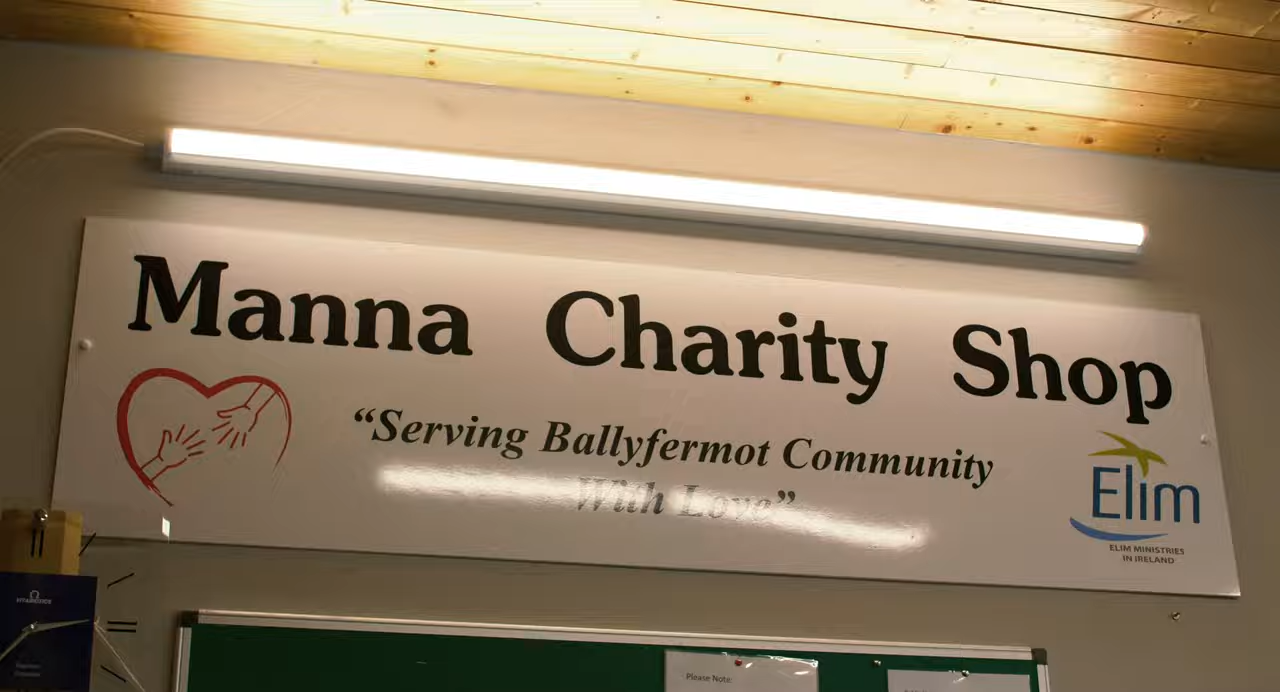 Manna Charity Shop
“Serving Ballyfermot Community
With Love”
Elim
ELIM MINISTRIES
IN IRELAND
Please Note: